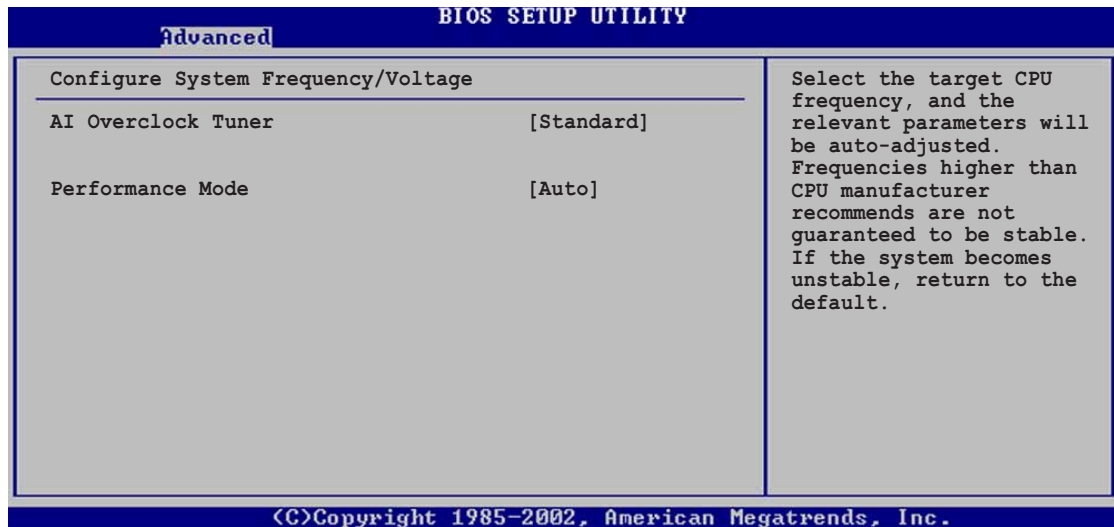 BIOS SETUP UTILITY
Advanced
Configure System Frequency/Voltage
AI Overclock Tuner [Standard]
Performance Mode [Auto]
Select the target CPU
frequency, and the
relevant parameters will
be auto-adjusted.
Frequencies higher than
CPU manufacturer
recommends are not
guaranteed to be stable.
If the system becomes
unstable, return to the
default.
(C)Copyright 1985-2002, American Megatrends, Inc.